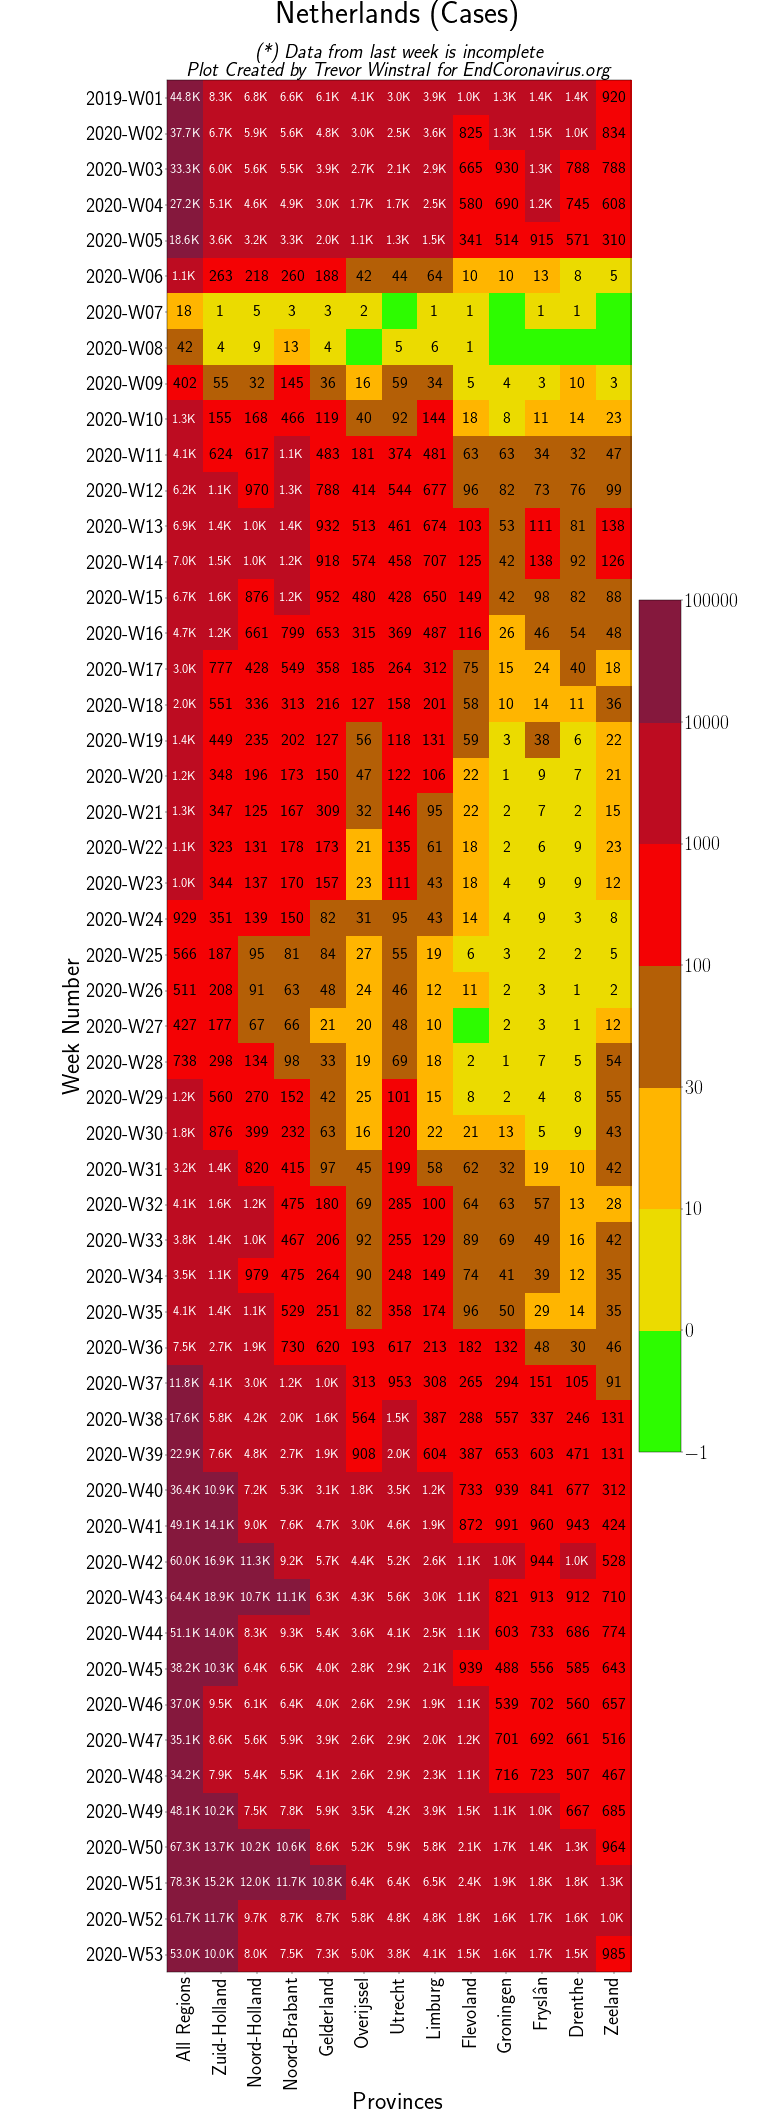 Netherlands (Cases)
(*) Data from last week is incomplete
Plot Created by Trevor Winstral for EndCoronavirus.org
2019-W01 44.8K 8.3K 6.8K 6.6K 6.1K 4.1K 3.0K 3.9K 1.0K 1.3K 1.4K 1.4K 920
2020-W02 37.7K 6.7K 5.9K 5.6K 4.8K 3.0K 2.5K 3.6K 825 1.3K 1.5K 1.0K 834
2020-W03 33.3K 6.0K 5.6K 5.5K 3.9K 2.7K 2.1K 2.9K 665 930 1.3K 788 788
2020-W04 27.2K 5.1K 4.6K 4.9K 3.0K 1.7K 1.7K 2.5K 580 690 1.2K 745 608
2020-W05 18.6K 3.6K 3.2K 3.3K 2.0K 1.1K 1.3K 1.5K 341 514 915 571 310
2020-W06 1.1K 263 218 260 188 42 44 64 10 10 13 8 5
2020-W07 18 1 5 3 3 2 1 1 1 1
2020-W08 42 4 9 13 4 5 6 1
2020-W09 402 55 32 145 36 16 59 34 5 4 3 10 3
2020-W10 1.3K 155 168 466 119 40 92 144 18 8 11 14 23
2020-W11 4.1K 624 617 1.1K 483 181 374 481 63 63 34 32 47
2020-W12 6.2K 1.1K 970 1.3K 788 414 544 677 96 82 73 76 99
2020-W13 6.9K 1.4K 1.0K 1.4K 932 513 461 674 103 53 111 81 138
2020-W14 7.0K 1.5K 1.0K 1.2K 918 574 458 707 125 42 138 92 126
2020-W15 6.7K 1.6K 876 1.2K 952 480 428 650 149 42 98 82 88
2020-W16 4.7K 1.2K 661 799 653 315 369 487 116 26 46 54 48
2020-W17 3.0K 777 428 549 358 185 264 312 75 15 24 40 18
2020-W18 2.0K 551 336 313 216 127 158 201 58 10 14 11 36
2020-W19 1.4K 449 235 202 127 56 118 131 59 3 38 6 22
2020-W20 1.2K 348 196 173 150 47 122 106 22 1 9 7 21
2020-W21 1.3K 347 125 167 309 32 146 95 22 2 7 2 15
2020-W22 1.1K 323 131 178 173 21 135 61 18 2 6 9 23
2020-W23 1.0K 344 137 170 157 23 111 43 18 4 9 9 12
2020-W24 929 351 139 150 82 31 95 43 14 4 9 3 8
2020-W25 566 187 95 81 84 27 55 19 6 3 2 2 5
2020-W26 511 208 91 63 48 24 46 12 11 2 3 1 2
2020-W27 427 177 67 66 21 20 48 10 2 3 1 12
2020-W28 738 298 134 98 33 19 69 18 2 1 7 5 54
2020-W29 1.2K 560 270 152 42 25 101 15 8 2 4 8 55
2020-W30 1.8K 876 399 232 63 16 120 22 21 13 5 9 43
2020-W31 3.2K 1.4K 820 415 97 45 199 58 62 32 19 10 42
2020-W32 4.1K 1.6K 1.2K 475 180 69 285 100 64 63 57 13 28
2020-W33 3.8K 1.4K 1.0K 467 206 92 255 129 89 69 49 16 42
2020-W34 3.5K 1.1K 979 475 264 90 248 149 74 41 39 12 35
2020-W35 4.1K 1.4K 1.1K 529 251 82 358 174 96 50 29 14 35
2020-W36 7.5K 2.7K 1.9K 730 620 193 617 213 182 132 48 30 46
2020-W37 11.8K 4.1K 3.0K 1.2K 1.0K 313 953 308 265 294 151 105 91
2020-W38 17.6K 5.8K 4.2K 2.0K 1.6K 564 1.5K 387 288 557 337 246 131
2020-W39 22.9K 7.6K 4.8K 2.7K 1.9K 908 2.0K 604 387 653 603 471 131
2020-W40 36.4K 10.9K 7.2K 5.3K 3.1K 1.8K 3.5K 1.2K 733 939 841 677 312
2020-W41 49.1K 14.1K 9.0K 7.6K 4.7K 3.0K 4.6K 1.9K 872 991 960 943 424
2020-W42 60.0K 16.9K 11.3K 9.2K 5.7K 4.4K 5.2K 2.6K 1.1K 1.0K 944 1.0K 528
2020-W43 64.4K 18.9K 10.7K 11.1K 6.3K 4.3K 5.6K 3.0K 1.1K 821 913 912 710
2020-W44 51.1K 14.0K 8.3K 9.3K 5.4K 3.6K 4.1K 2.5K 1.1K 603 733 686 774
2020-W45 38.2K 10.3K 6.4K 6.5K 4.0K 2.8K 2.9K 2.1K 939 488 556 585 643
2020-W46 37.0K 9.5K 6.1K 6.4K 4.0K 2.6K 2.9K 1.9K 1.1K 539 702 560 657
2020-W47 35.1K 8.6K 5.6K 5.9K 3.9K 2.6K 2.9K 2.0K 1.2K 701 692 661 516
2020-W48 34.2K 7.9K 5.4K 5.5K 4.1K 2.6K 2.9K 2.3K 1.1K 716 723 507 467
2020-W49 48.1K 10.2K 7.5K 7.8K 5.9K 3.5K 4.2K 3.9K 1.5K 1.1K 1.0K 667 685
2020-W50 67.3K 13.7K 10.2K 10.6K 8.6K 5.2K 5.9K 5.8K 2.1K 1.7K 1.4K 1.3K 964
2020-W51 78.3K 15.2K 12.0K 11.7K 10.8K 6.4K 6.4K 6.5K 2.4K 1.9K 1.8K 1.8K 1.3K
2020-W52 61.7K 11.7K 9.7K 8.7K 8.7K 5.8K 4.8K 4.8K 1.8K 1.6K 1.7K 1.6K 1.0K
2020-W53 53.0K 10.0K 8.0K 7.5K 7.3K 5.0K 3.8K 4.1K 1.5K 1.6K 1.7K 1.5K 985
Week Number
All Regions
Zuid-Holland
Noord-Holland
Noord-Brabant
Gelderland
Overijssel
Utrecht
Limburg
Flevoland
Groningen
Fryslân
Drenthe
Zeeland
Provinces
100000
10000
1000
100
30
10
0
−1